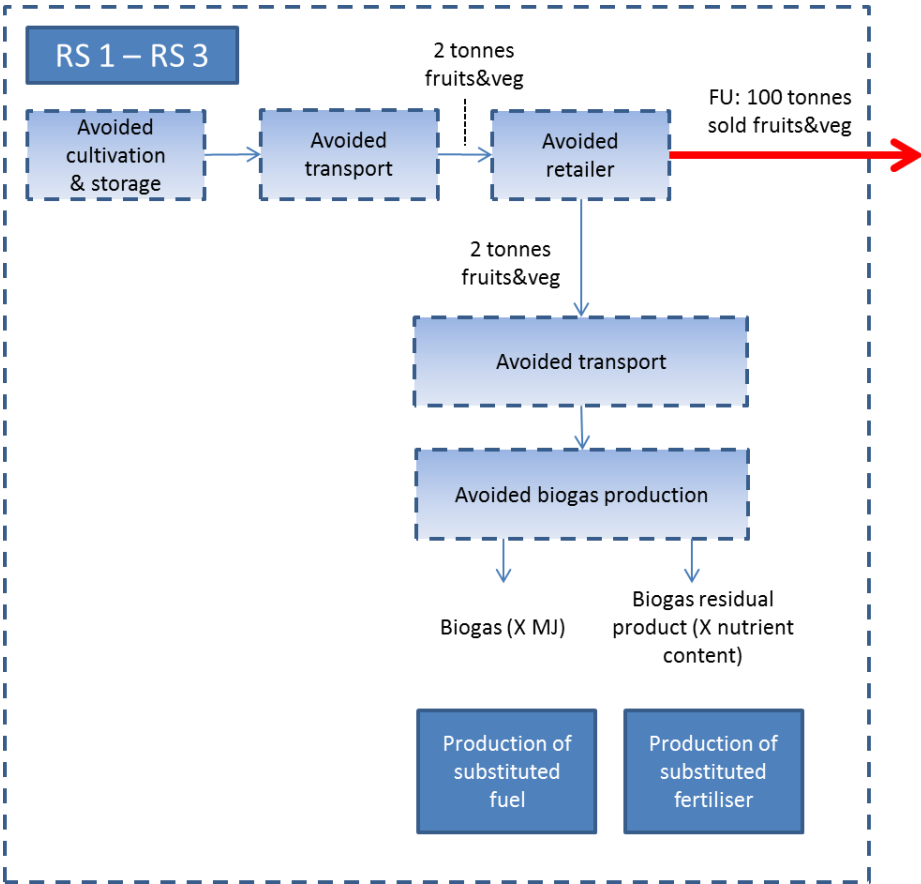 RS 1 – RS 3
2 tonnes
fruits&veg
FU: 100 tonnes
sold fruits&veg
Avoided
cultivation
& storage
Avoided
transport
Avoided
retailer
2 tonnes
fruits&veg
Avoided transport
Avoided biogas production
Biogas (X MJ)
Biogas residual
product (X nutrient
content)
Production of
substituted
fuel
Production of
substituted
fertiliser